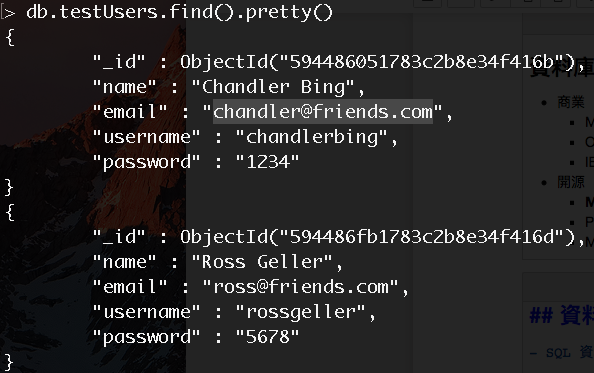 > db.testUsers.find().pretty()
{
"_id" : ObjectId("594486051783c2b8e34f416b"),
"name" : "Chandler Bing",
"email" : "chandler@friends.com",
"username" : "chandlerbing",
"password" : "1234"
}
{
"_id" : ObjectId("594486fb1783c2b8e34f416d"),
"name" : "Ross Geller",
"email" : "ross@friends.com",
"username" : "rossgeller",
"password" : "5678"
}
資料庫
商業
開源
## 資料
- SQL 資